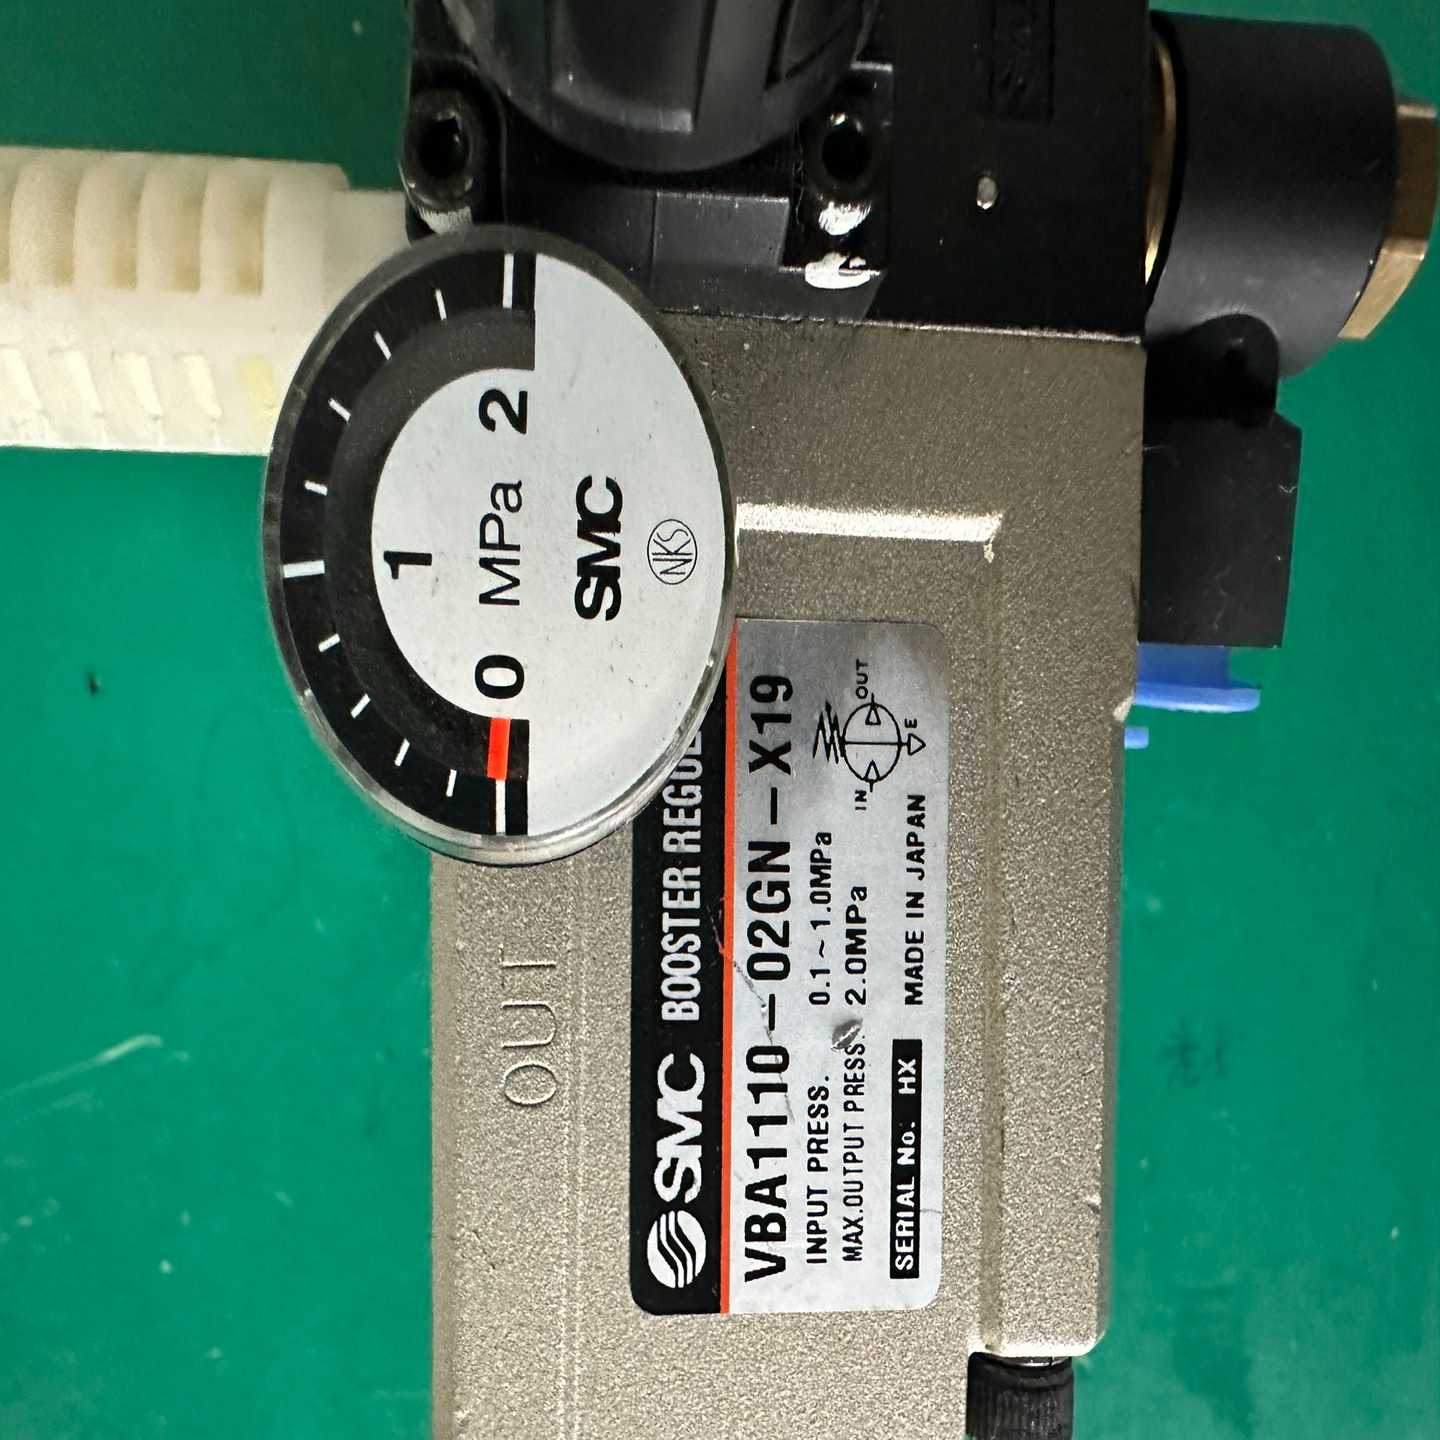 1
0 MPa 2
SMC
NKS
OUT
SMC BOOSTER REGUL
VBA1110-02GN-X19
INPUT PRESS. 0.1~1.0MPa
MAX.OUTPUT PRESS. 2.0MPa
IN OUT
E
SERIAL No. HX MADE IN JAPAN